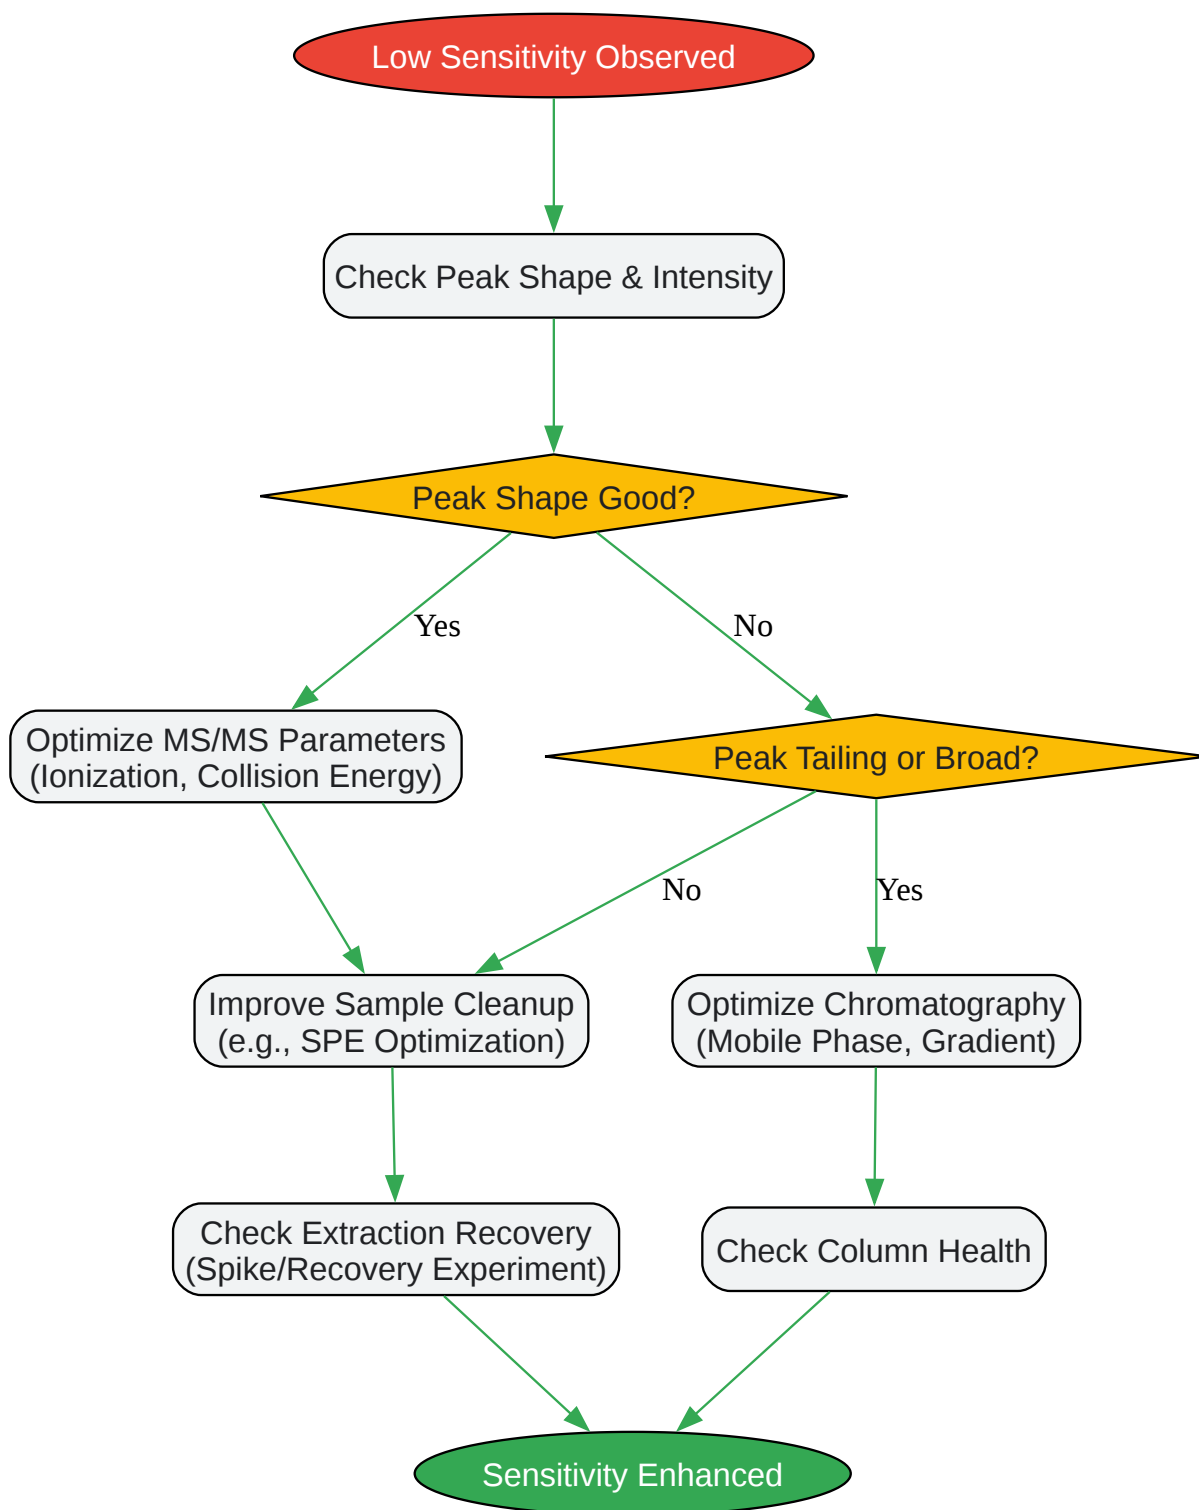 Low Sensitivity Observed
Check Peak Shape & Intensity
Peak Shape Good?
Yes
No
Optimize MS/MS Parameters
(Ionization, Collision Energy)
Peak Tailing or Broad?
No
Yes
Improve Sample Cleanup
(e.g., SPE Optimization)
Optimize Chromatography
(Mobile Phase, Gradient)
Check Extraction Recovery
(Spike/Recovery Experiment)
Check Column Health
Sensitivity Enhanced